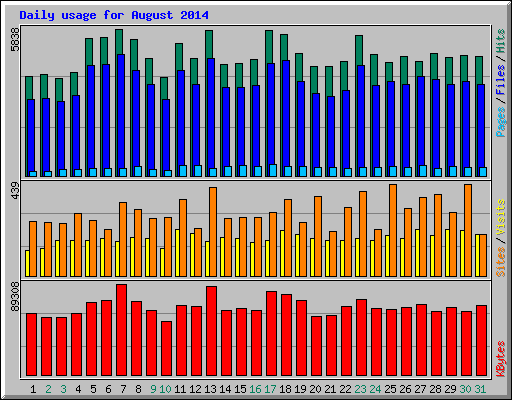 Daily usage for August 2014
5838
Pages / Files / Hits
439
Sites / Visits
89308
KBytes
1 2 3 4 5 6 7 8 9 10 11 12 13 14 15 16 17 18 19 20 21 22 23 24 25 26 27 28 29 30 31